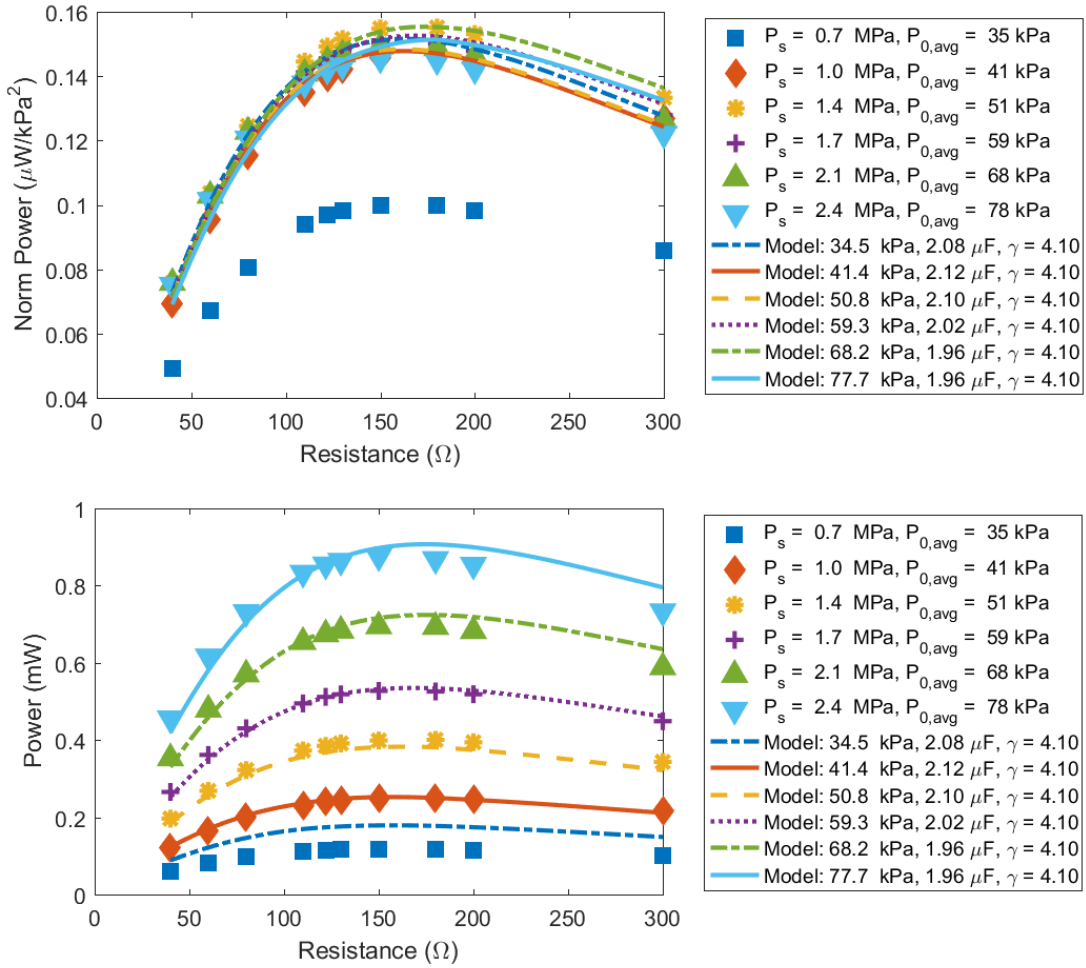 0.16
0.14
0.12
0.1
0.08
0.06
0.04
Norm Power (μW/kPa²)
0 50 100 150 200 250 300
Resistance (Ω)
Pₛ = 0.7 MPa, P₀,avg = 35 kPa
Pₛ = 1.0 MPa, P₀,avg = 41 kPa
Pₛ = 1.4 MPa, P₀,avg = 51 kPa
Pₛ = 1.7 MPa, P₀,avg = 59 kPa
Pₛ = 2.1 MPa, P₀,avg = 68 kPa
Pₛ = 2.4 MPa, P₀,avg = 78 kPa
Model: 34.5 kPa, 2.08 μF, γ = 4.10
Model: 41.4 kPa, 2.12 μF, γ = 4.10
Model: 50.8 kPa, 2.10 μF, γ = 4.10
Model: 59.3 kPa, 2.02 μF, γ = 4.10
Model: 68.2 kPa, 1.96 μF, γ = 4.10
Model: 77.7 kPa, 1.96 μF, γ = 4.10
1
0.8
0.6
0.4
0.2
0
Power (mW)
0 50 100 150 200 250 300
Resistance (Ω)
Pₛ = 0.7 MPa, P₀,avg = 35 kPa
Pₛ = 1.0 MPa, P₀,avg = 41 kPa
Pₛ = 1.4 MPa, P₀,avg = 51 kPa
Pₛ = 1.7 MPa, P₀,avg = 59 kPa
Pₛ = 2.1 MPa, P₀,avg = 68 kPa
Pₛ = 2.4 MPa, P₀,avg = 78 kPa
Model: 34.5 kPa, 2.08 μF, γ = 4.10
Model: 41.4 kPa, 2.12 μF, γ = 4.10
Model: 50.8 kPa, 2.10 μF, γ = 4.10
Model: 59.3 kPa, 2.02 μF, γ = 4.10
Model: 68.2 kPa, 1.96 μF, γ = 4.10
Model: 77.7 kPa, 1.96 μF, γ = 4.10